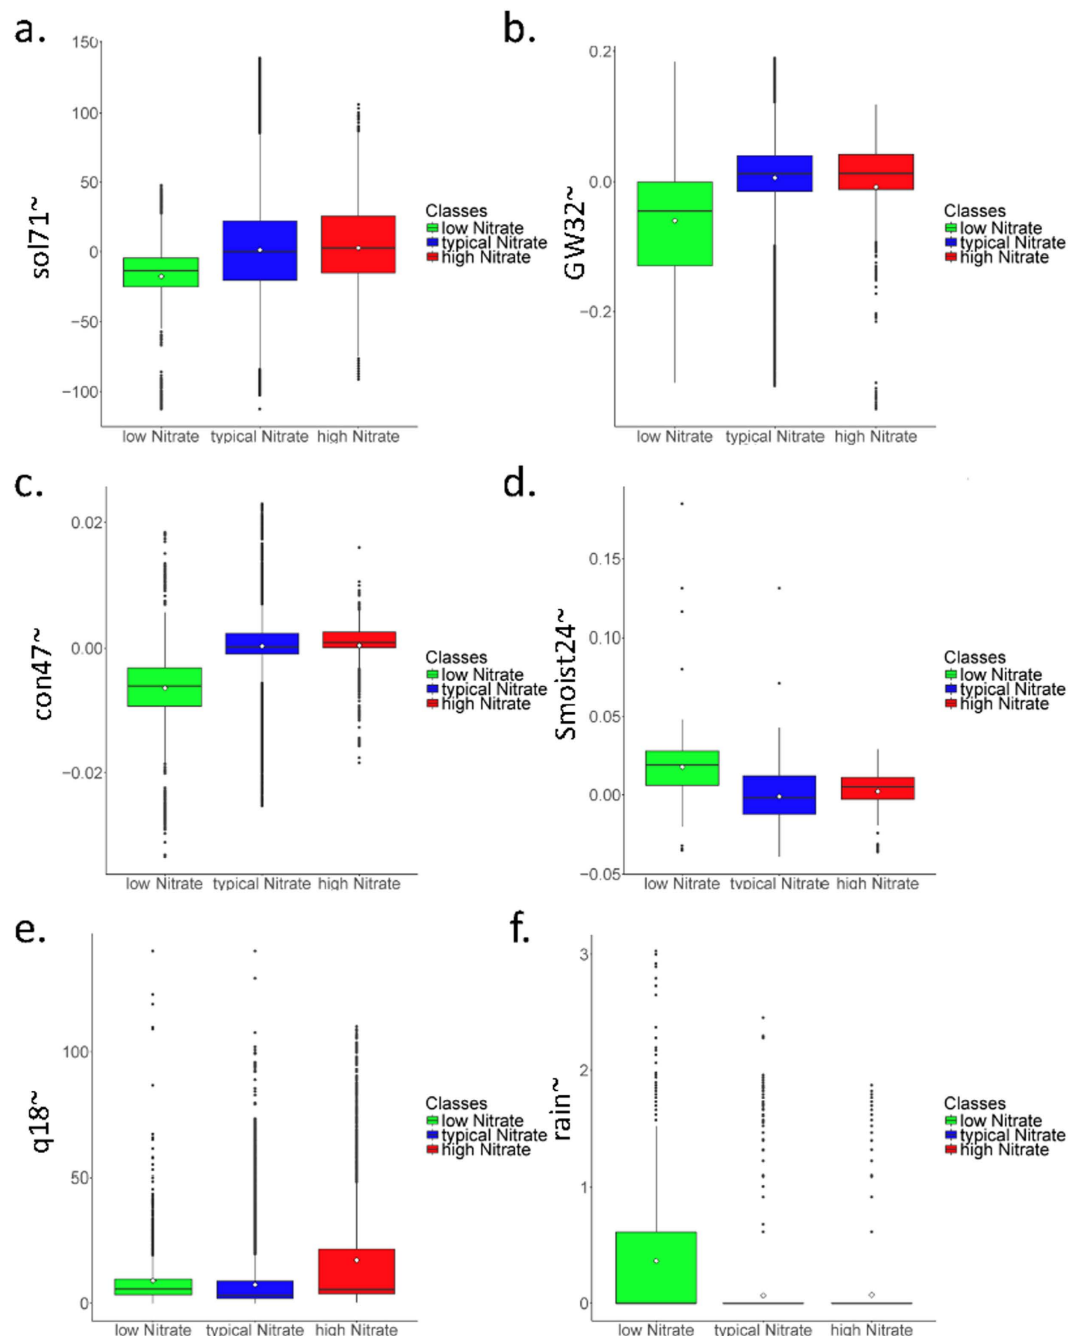 a.
sol71~
150
100
50
0
−50
−100
low Nitrate typical Nitrate high Nitrate
Classes
low Nitrate
typical Nitrate
high Nitrate
b.
GW32~
0.2
0.0
−0.2
low Nitrate typical Nitrate high Nitrate
Classes
low Nitrate
typical Nitrate
high Nitrate
c.
con47~
0.02
0.00
−0.02
low Nitrate typical Nitrate high Nitrate
Classes
low Nitrate
typical Nitrate
high Nitrate
d.
Smoist24~
0.15
0.10
0.05
0.00
−0.05
low Nitrate typical Nitrate high Nitrate
Classes
low Nitrate
typical Nitrate
high Nitrate
e.
q18~
100
50
0
low Nitrate typical Nitrate high Nitrate
Classes
low Nitrate
typical Nitrate
high Nitrate
f.
rain~
3
2
1
0
low Nitrate typical Nitrate high Nitrate
Classes
low Nitrate
typical Nitrate
high Nitrate